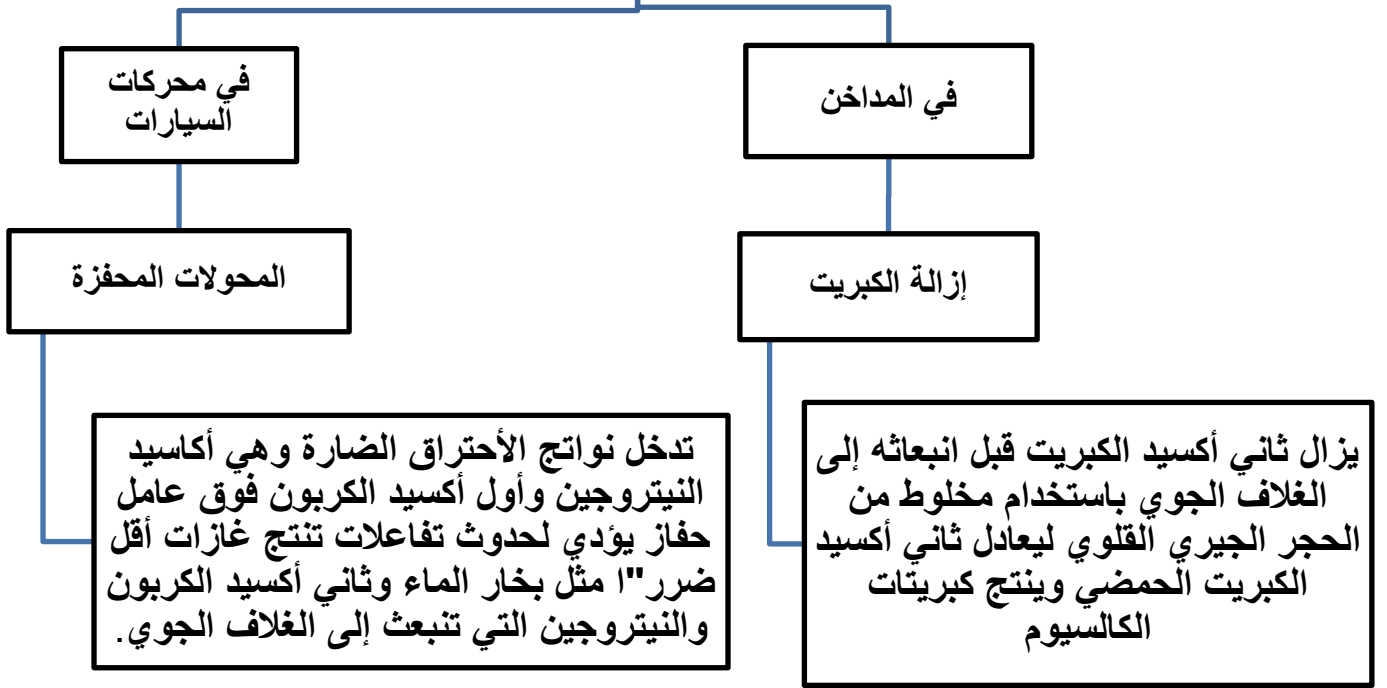 في المداخن
في محركات
السيارات
إزالة الكبريت
المحولات المحفزة
يزال ثاني أكسيد الكبريت قبل انبعاثه إلى
الغلاف الجوي باستخدام مخلوط من
الحجر الجيري القلوي ليعادل ثاني أكسيد
الكبريت الحمضي وينتج كبريتات
الكالسيوم
تدخل نواتج الأحتراق الضارة وهي أكاسيد
النيتروجين وأول أكسيد الكربون فوق عامل
حفاز يؤدي لحدوث تفاعلات تنتج غازات أقل
ضرر"ا مثل بخار الماء وثاني أكسيد الكربون
والنيتروجين التي تنبعث إلى الغلاف الجوي.